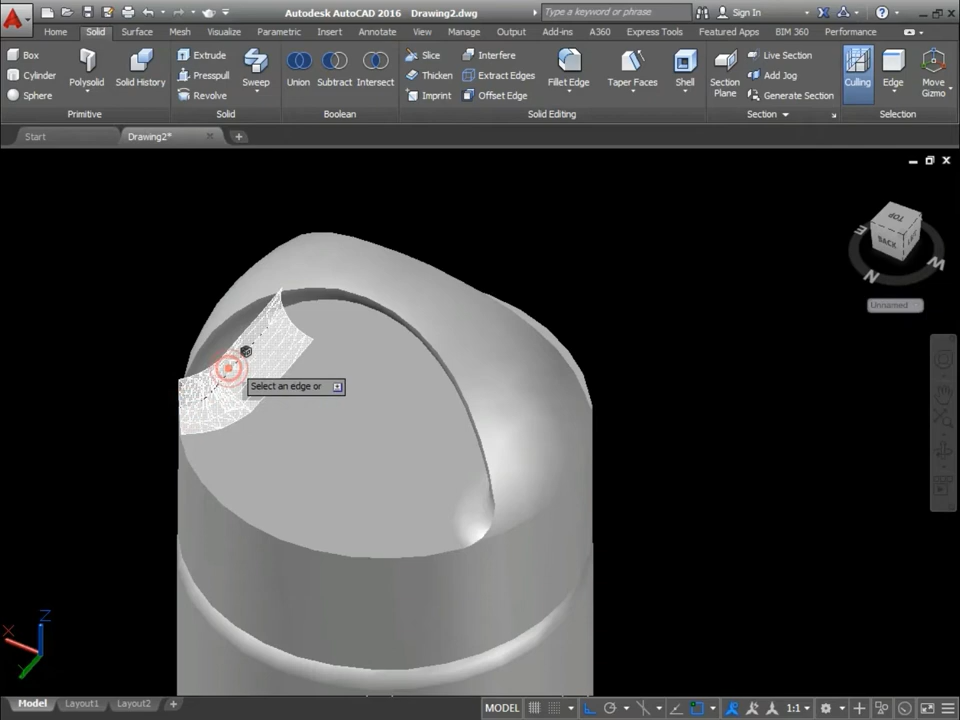 Autodesk AutoCAD 2016 Drawing2.dwg
Type a keyword or phrase
Sign In
Home Solid Surface Mesh Visualize Parametric Insert Annotate View Manage Output Add-ins A360 Express Tools Featured Apps BIM 360 Performance
Box
Cylinder
Sphere
Polysolid
Solid History
Extrude
Presspull
Revolve
Sweep
Union
Subtract
Intersect
Slice
Thicken
Imprint
Interfere
Extract Edges
Offset Edge
Fillet Edge
Taper Faces
Shell
Section
Plane
Live Section
Add Jog
Generate Section
Culling
Edge
Move
Gizmo
Primitive
Solid
Boolean
Solid Editing
Section
Selection
Start
Drawing2*
TOP
BACK
E
N
W
Unnamed
Select an edge or
Z
X
Y
Model Layout1 Layout2
MODEL
1:1